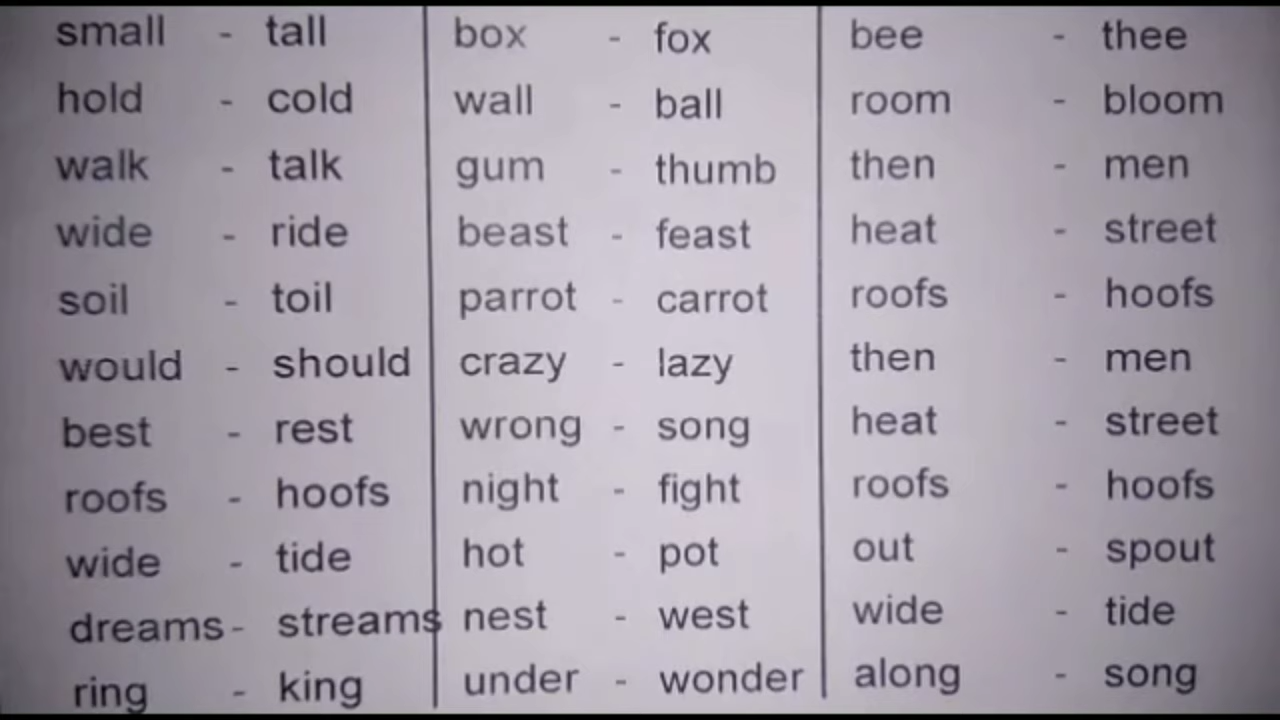 small - tall box - fox bee - thee
hold - cold wall - ball room - bloom
walk - talk gum - thumb then - men
wide - ride beast - feast heat - street
soil - toil parrot - carrot roofs - hoofs
would - should crazy - lazy then - men
best - rest wrong - song heat - street
roofs - hoofs night - fight roofs - hoofs
wide - tide hot - pot out - spout
dreams - streams nest - west wide - tide
ring - king under - wonder along - song